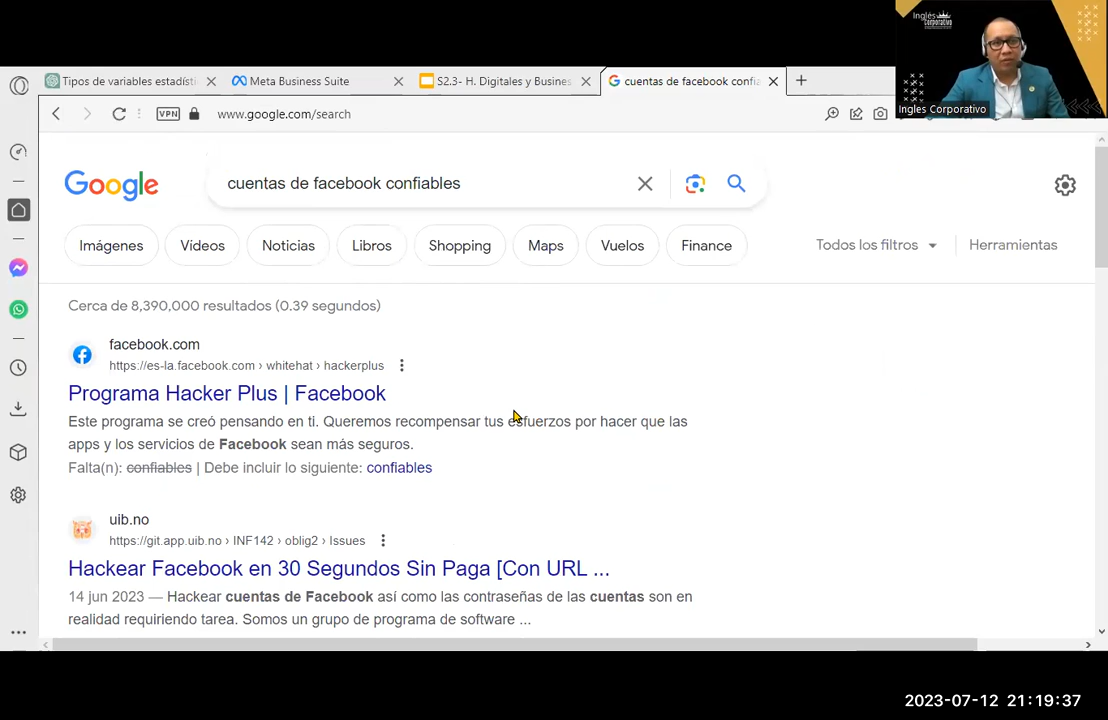 Inglés
corporativo
Ingles Corporativo
Tipos de variables estadísti
Meta Business Suite
S2.3- H. Digitales y Busines
cuentas de facebook confia
VPN
www.google.com/search
Google
cuentas de facebook confiables
Imágenes
Videos
Noticias
Libros
Shopping
Maps
Vuelos
Finance
Todos los filtros
Herramientas
Cerca de 8,390,000 resultados (0.39 segundos)
facebook.com
https://es-la.facebook.com › whitehat › hackerplus
Programa Hacker Plus | Facebook
Este programa se creó pensando en ti. Queremos recompensar tus esfuerzos por hacer que las
apps y los servicios de Facebook sean más seguros.
Falta(n): confiables | Debe incluir lo siguiente: confiables
uib.no
https://git.app.uib.no › INF142 › oblig2 › Issues
Hackear Facebook en 30 Segundos Sin Paga [Con URL ...
14 jun 2023 — Hackear cuentas de Facebook así como las contraseñas de las cuentas son en
realidad requiriendo tarea. Somos un grupo de programa de software ...
2023-07-12 21:19:37